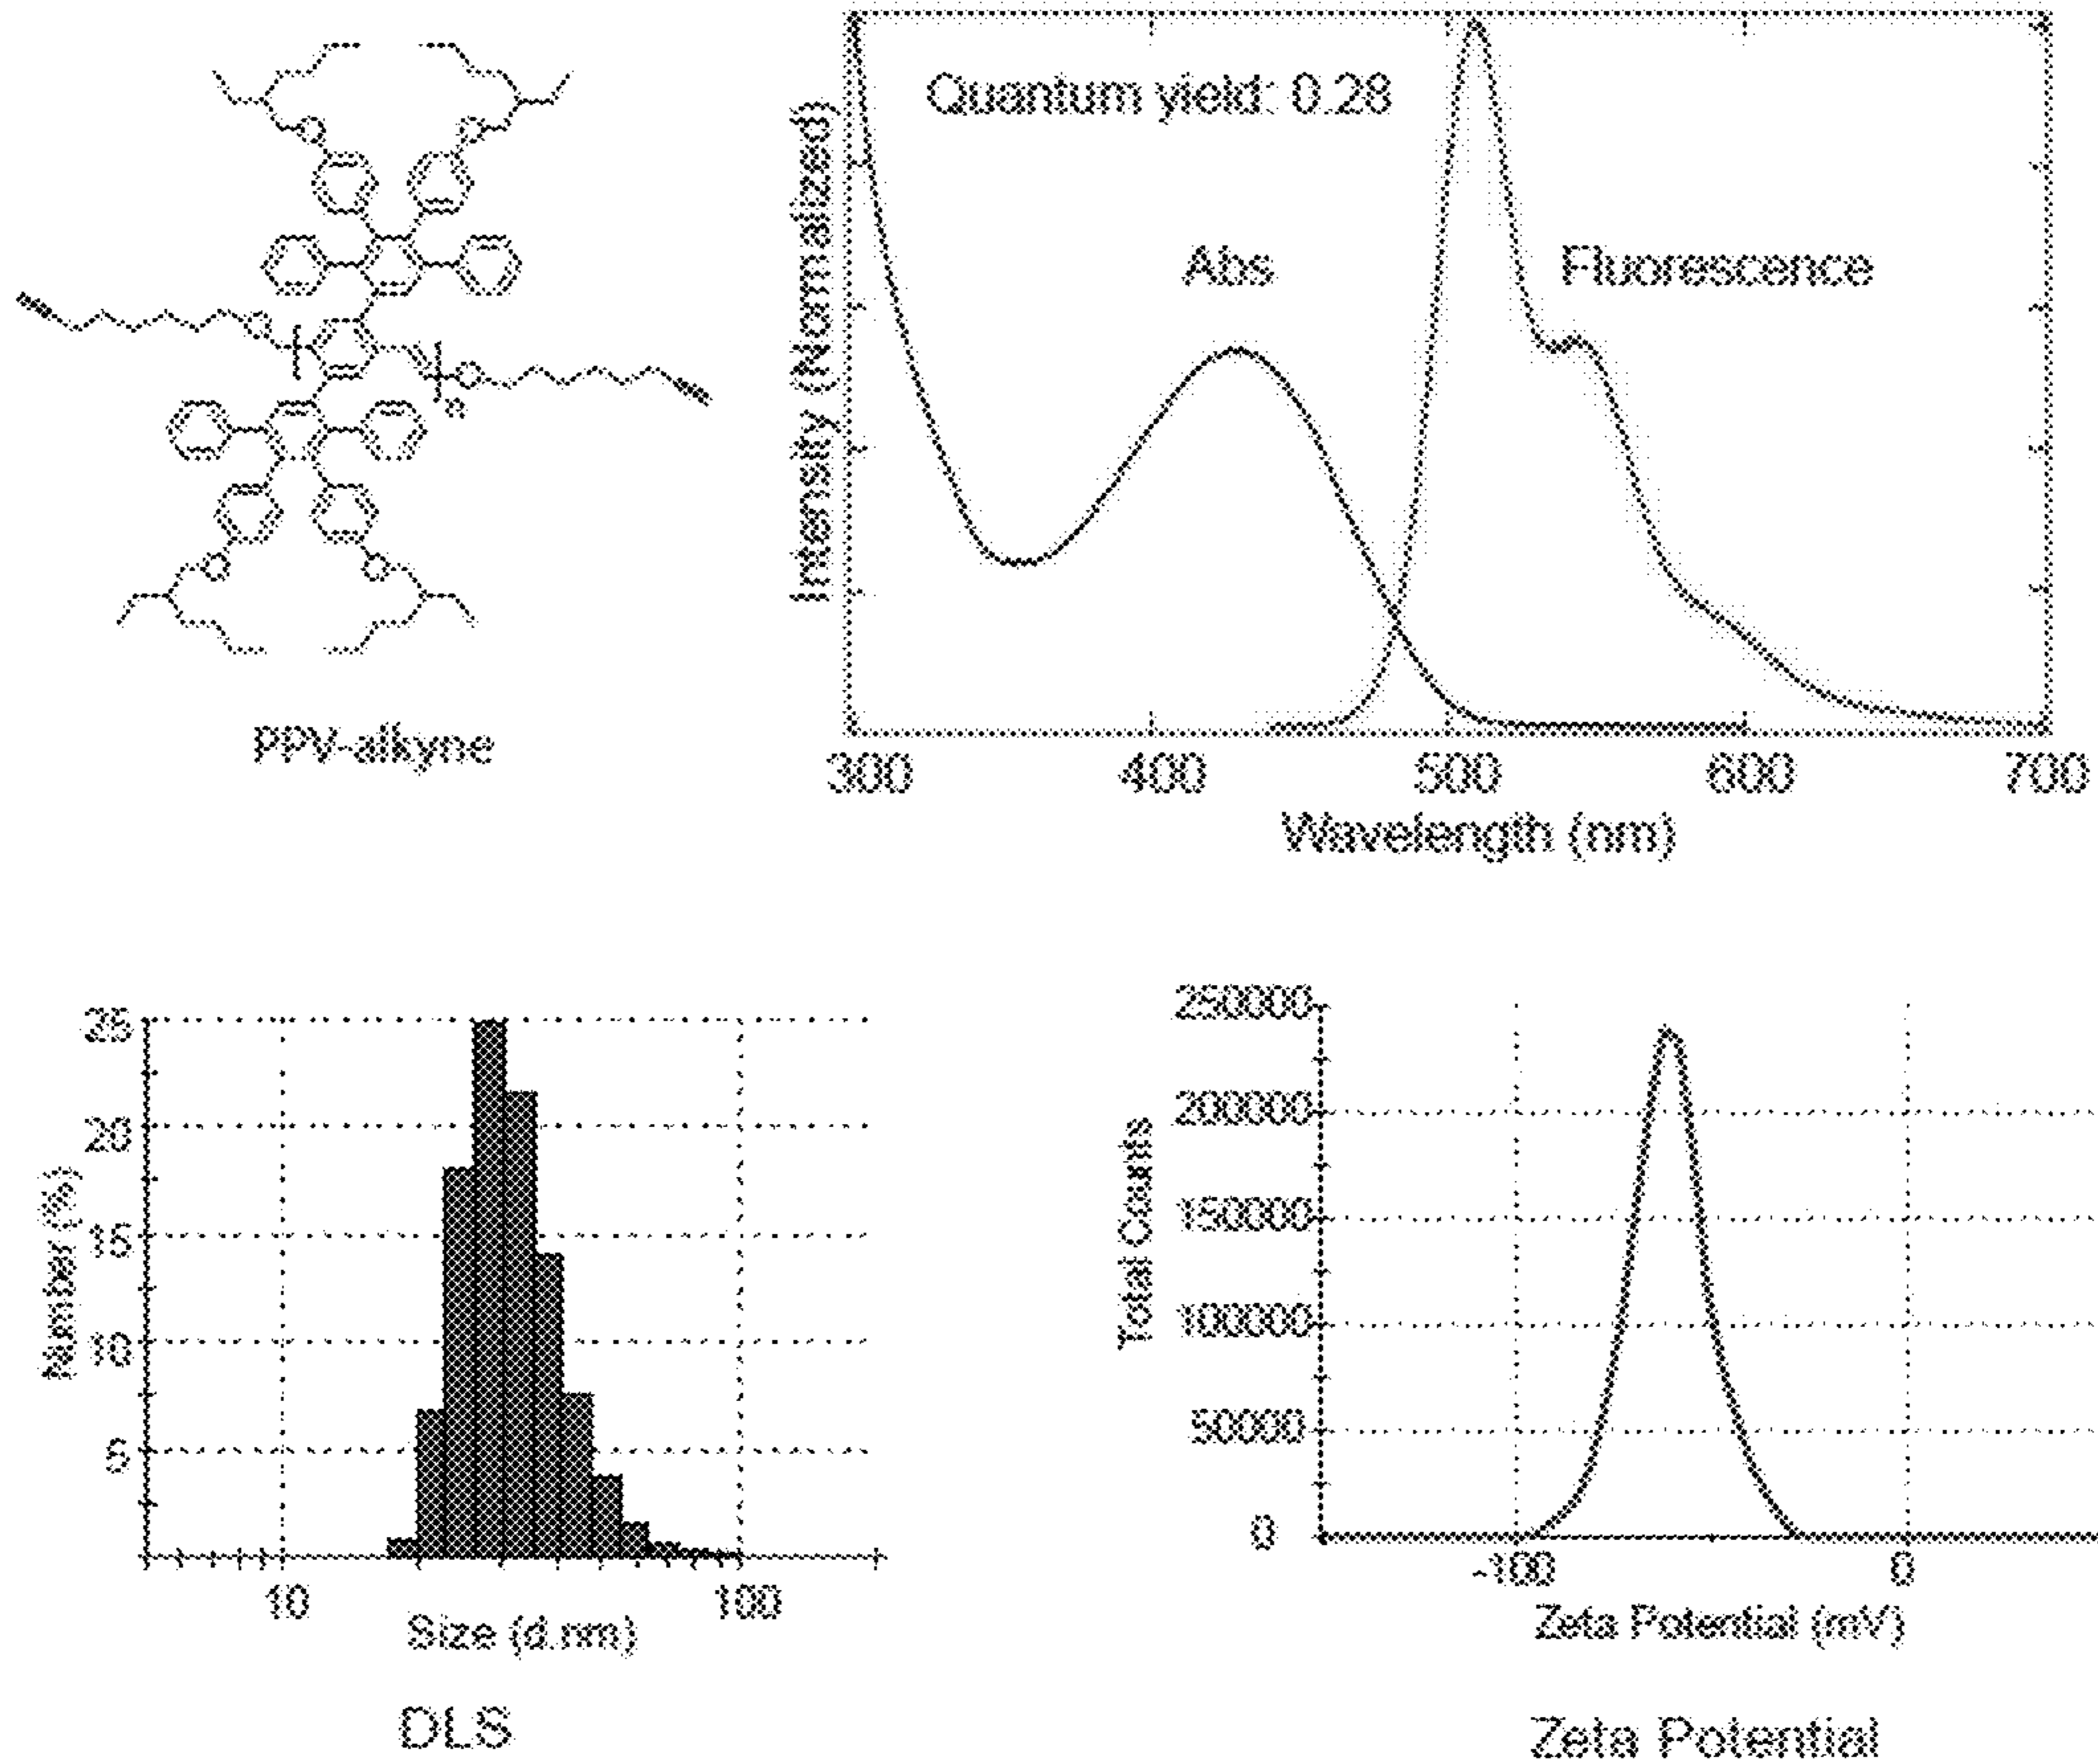 Quantum yield: 0.28
Abs
Fluorescence
Intensity (Normalized)
300 400 500 600 700
Wavelength (nm)
O O
O
O
n
O O
PPV-alkyne
25
20
15
10
5
Number (%)
10 100
Size (d.nm)
DLS
250000
200000
150000
100000
50000
0
Total Counts
-100 0
Zeta Potential (mV)
Zeta Potential